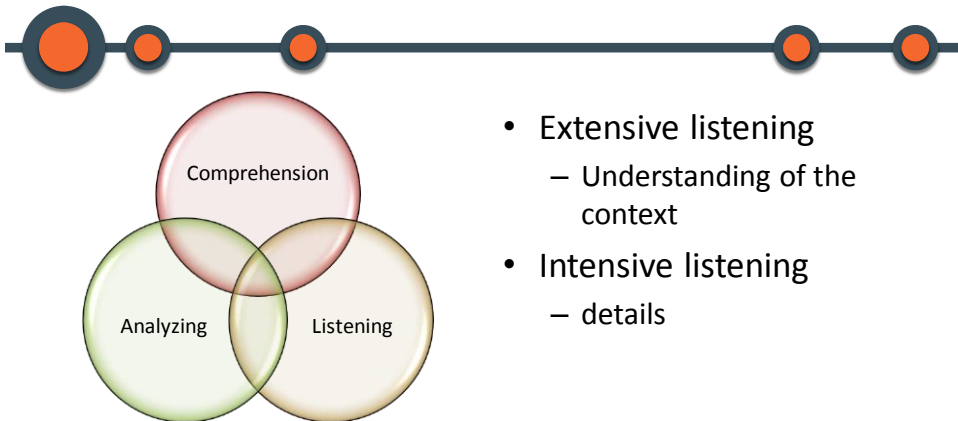 Comprehension
Analyzing
Listening
• Extensive listening
– Understanding of the
context
• Intensive listening
– details